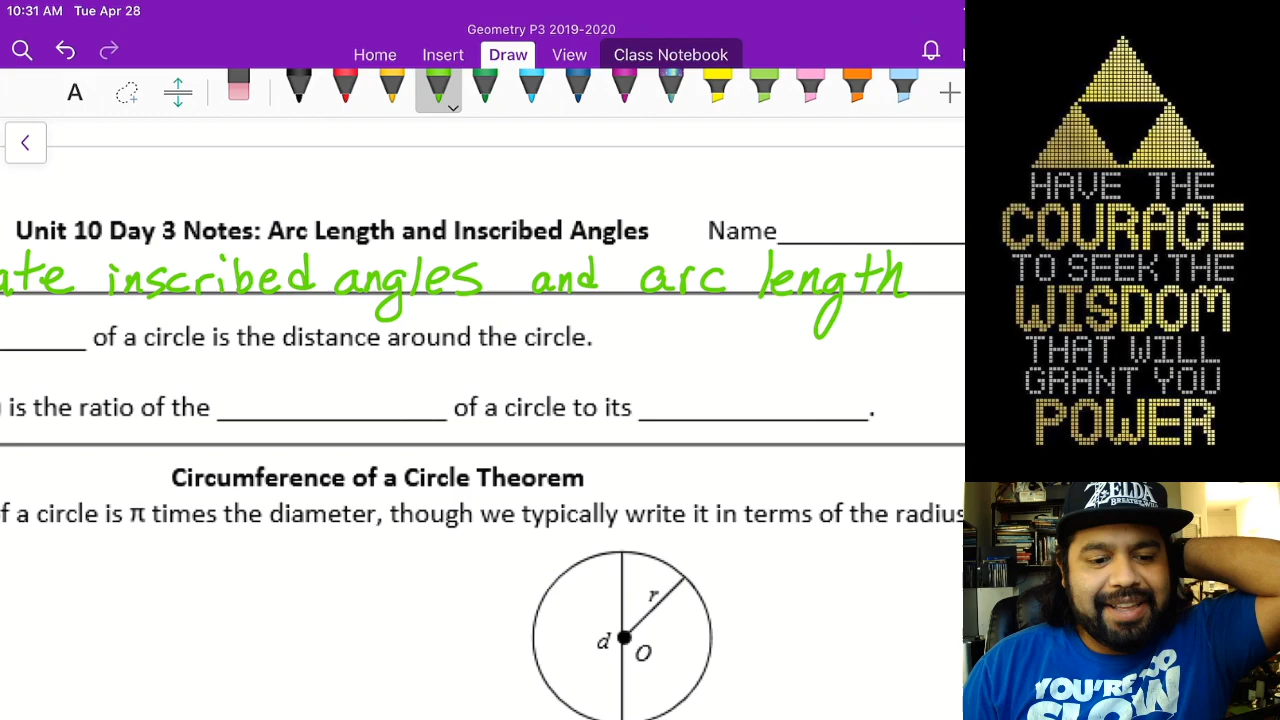 10:31 AM Tue Apr 28
Geometry P3 2019-2020
Home Insert Draw View Class Notebook
A
Unit 10 Day 3 Notes: Arc Length and Inscribed Angles Name
ate inscribed angles and arc length
of a circle is the distance around the circle.
is the ratio of the of a circle to its .
Circumference of a Circle Theorem
f a circle is π times the diameter, though we typically write it in terms of the radius
r
d
O
HAVE THE
COURAGE
TO SEEK THE
WISDOM
THAT WILL
GRANT YOU
POWER
ZELDA
YOU'RE TOO
SLOW